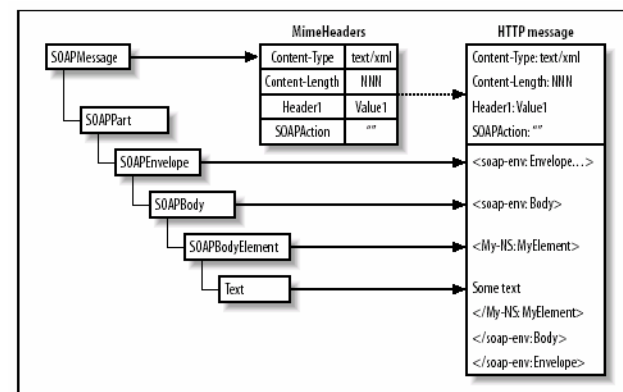 MimeHeaders
HTTP message
SOAPMessage
Content-Type text/xml
Content-Length NNN
Header1 Value1
SOAPAction “”
Content-Type: text/xml
Content-Length: NNN
Header1: Value1
SOAPAction: “”
SOAPPart
SOAPEnvelope
<soap-env: Envelope...>
SOAPBody
<soap-env: Body>
SOAPBodyElement
<My-NS: MyElement>
Text
Some text
</My-NS: MyElement>
</soap-env: Body>
</soap-env: Envelope>